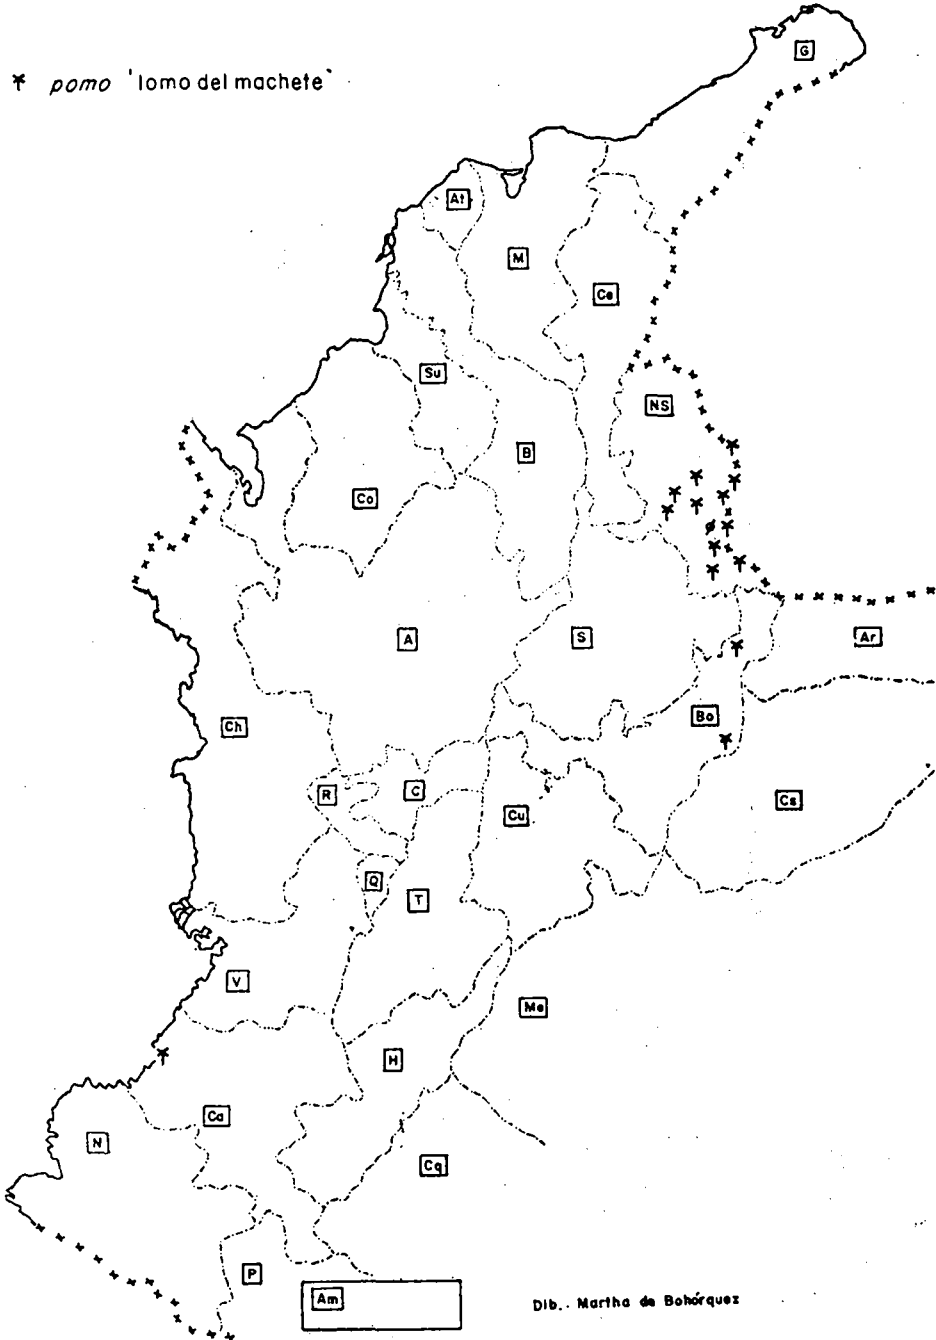 pomo 'lomo del machete'
G
At
M
Ce
Su
NS
B
Co
A
S
Ar
Ch
Bo
R
C
Cu
Cs
Q
T
V
Me
H
Ca
N
Cq
P
Am
Dib.. Martha de Bohórquez